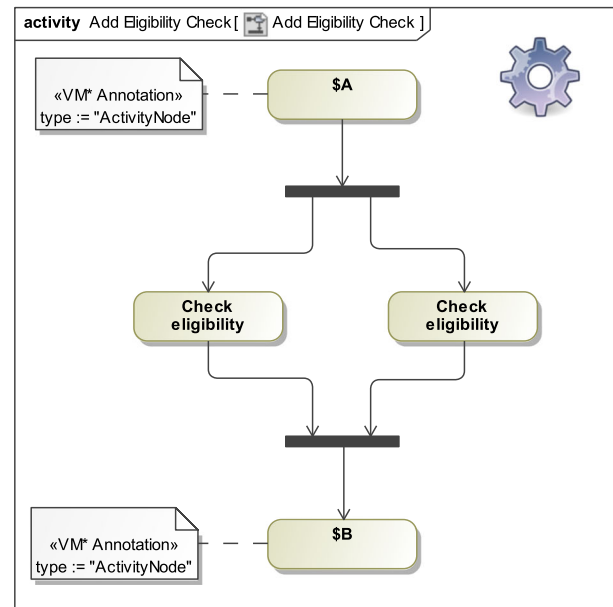 activity Add Eligibility Check [ Add Eligibility Check ]
«VM* Annotation»
type := "ActivityNode"
$A
Check
eligibility
Check
eligibility
«VM* Annotation»
type := "ActivityNode"
$B